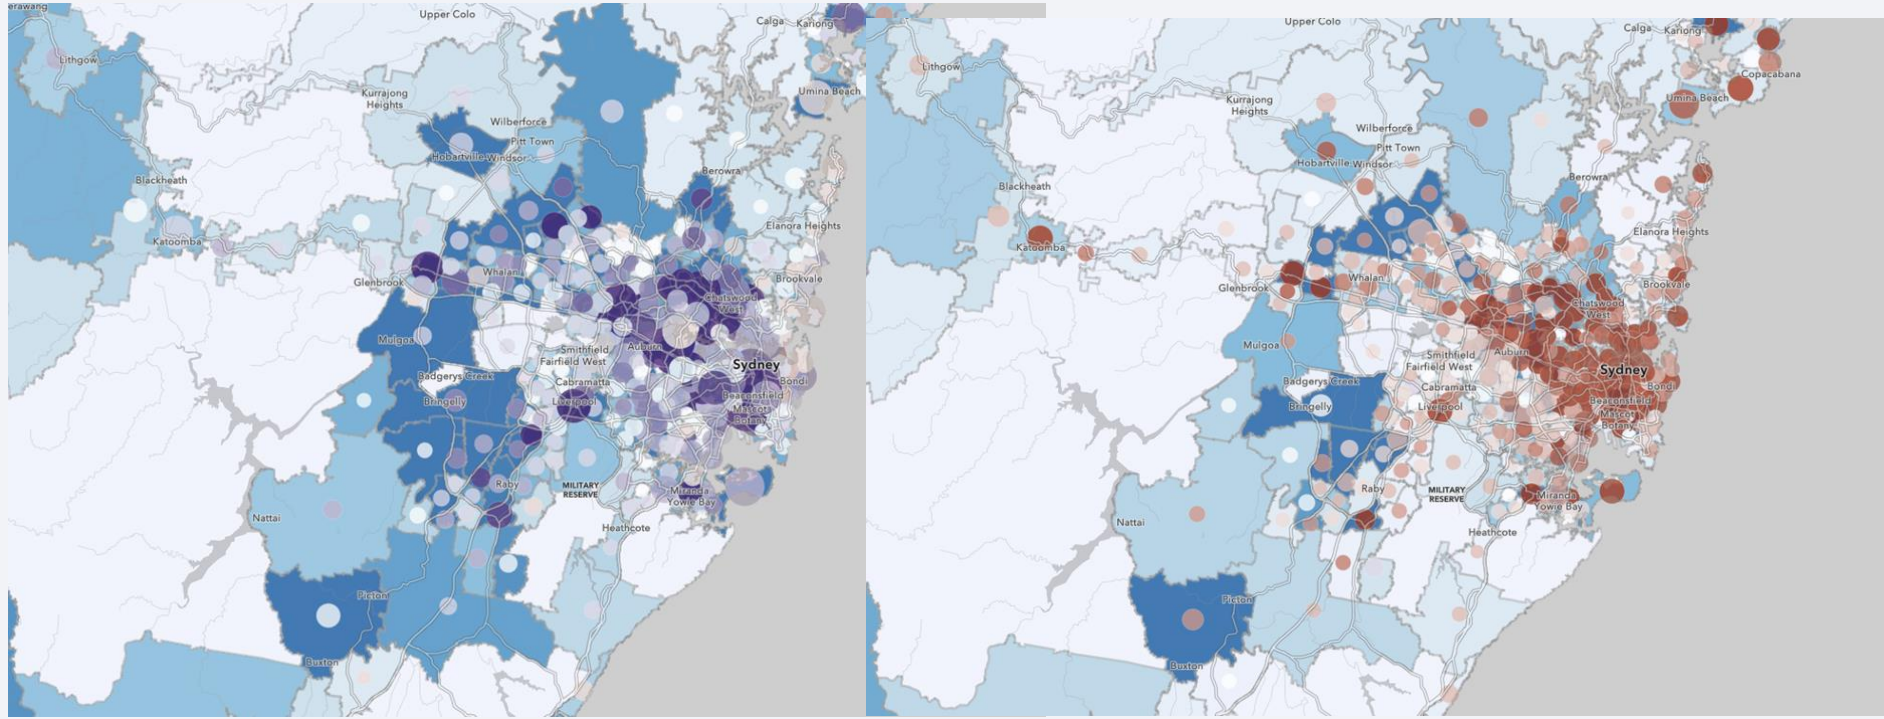 erawang
Upper Colo
Calga
Kariong
Lithgow
Kurrajong
Heights
Umina Beach
Wilberforce
Pitt Town
Hobartville
Windsor
Blackheath
Berowra
Katoomba
Elanora Heights
Glenbrook
Whalan
Brookvale
Chatswood
West
Mulgoa
Smithfield
Fairfield West
Auburn
Sydney
Badgerys Creek
Cabramatta
Bondi
Bringelly
Liverpool
Beaconsfield
Mascot
Botany
Raby
MILITARY
RESERVE
Miranda
Yowie Bay
Nattai
Heathcote
Picton
Buxton
Upper Colo
Calga
Kariong
Lithgow
Copacabana
Kurrajong
Heights
Umina Beach
Wilberforce
Pitt Town
Hobartville
Windsor
Blackheath
Berowra
Katoomba
Elanora Heights
Glenbrook
Whalan
Brookvale
Chatswood
West
Mulgoa
Smithfield
Fairfield West
Auburn
Sydney
Badgerys Creek
Cabramatta
Bondi
Bringelly
Liverpool
Beaconsfield
Mascot
Botany
Raby
MILITARY
RESERVE
Miranda
Yowie Bay
Nattai
Heathcote
Picton
Buxton